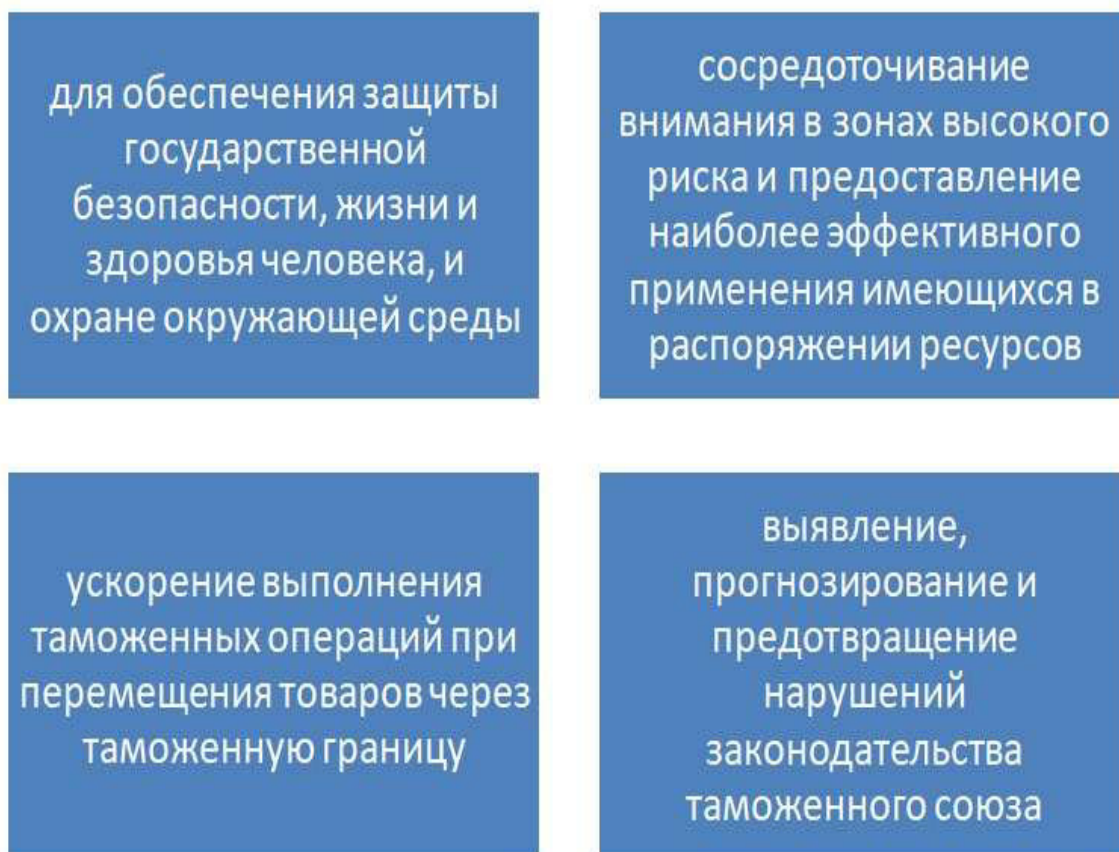 для обеспечения защиты
государственной
безопасности, жизни и
здоровья человека, и
охране окружающей среды
сосредоточивание
внимания в зонах высокого
риска и предоставление
наиболее эффективного
применения имеющихся в
распоряжении ресурсов
ускорение выполнения
таможенных операций при
перемещения товаров через
таможенную границу
выявление,
прогнозирование и
предотвращение
нарушений
законодательства
таможенного союза